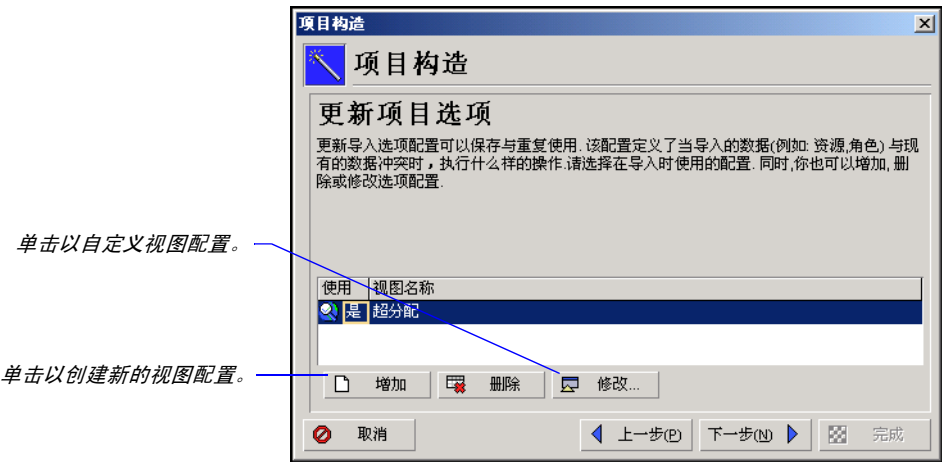 项目构造
项目构造
更新项目选项
更新导入选项配置可以保存与重复使用. 该配置定义了当导入的数据(例如: 资源,角色) 与现
有的数据冲突时，执行什么样的操作.请选择在导入时使用的配置. 同时,你也可以增加, 删
除或修改选项配置.
单击以自定义视图配置。
使用 视图名称
是 超分配
单击以创建新的视图配置。
增加 删除 修改...
取消 上一步(P) 下一步(N) 完成